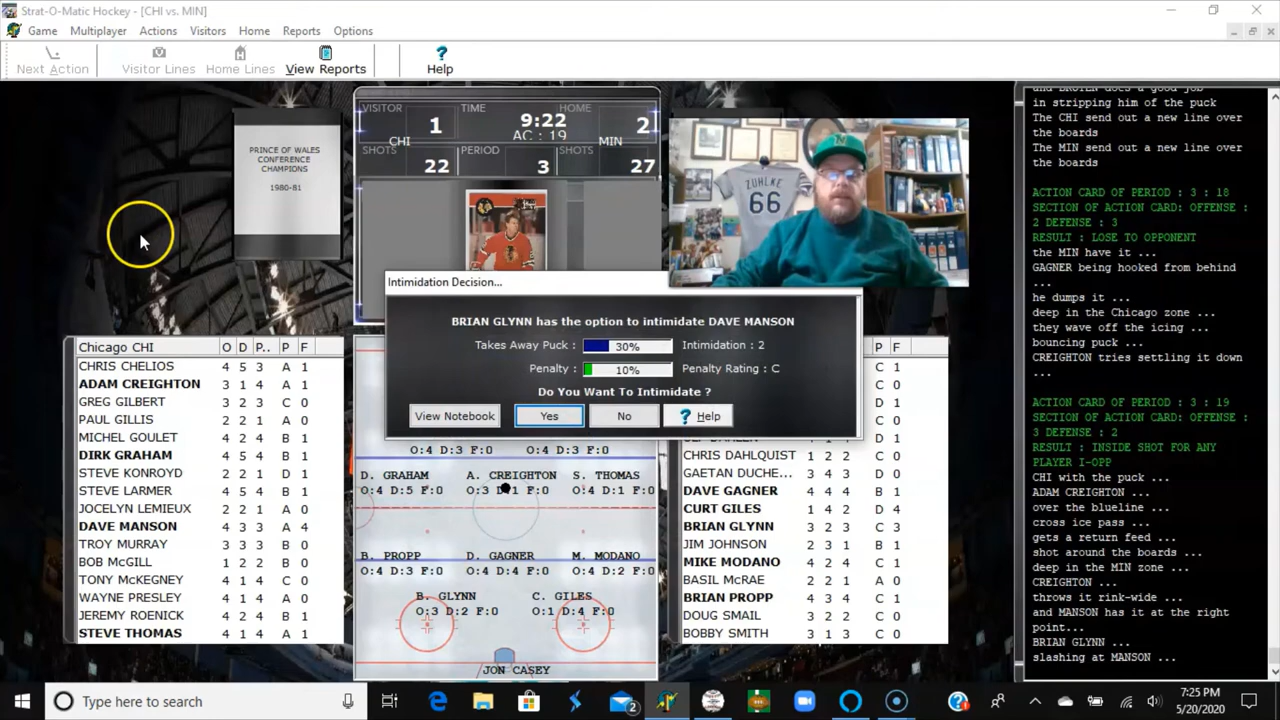 Strat-O-Matic Hockey - [CHI vs. MIN]
Game Multiplayer Actions Visitors Home Reports Options
Next Action Visitor Lines Home Lines View Reports Help
PRINCE OF WALES
CONFERENCE
CHAMPIONS
1980-81
VISITOR 1 TIME 9:22 HOME 2
CHI AC : 19 MIN
SHOTS 22 PERIOD 3 SHOTS 27
ZUHLKE
66
Intimidation Decision...
BRIAN GLYNN has the option to intimidate DAVE MANSON
Takes Away Puck : 30% Intimidation : 2
Penalty : 10% Penalty Rating : C
Do You Want To Intimidate ?
View Notebook Yes No Help
Chicago CHI O D P.. P F
CHRIS CHELIOS 4 5 3 A 1
ADAM CREIGHTON 3 1 4 A 1
GREG GILBERT 3 2 3 C 0
PAUL GILLIS 2 2 1 A 0
MICHEL GOULET 4 2 4 B 1
DIRK GRAHAM 4 5 3 B 1
STEVE KONROYD 2 4 2 D 1
STEVE LARMER 4 5 4 B 1
JOCELYN LEMIEUX 2 2 1 A 0
DAVE MANSON 4 3 3 A 4
TROY MURRAY 3 3 3 B 0
BOB McGILL 1 2 2 B 0
TONY McKEGNEY 4 1 4 C 0
WAYNE PRESLEY 4 1 4 B 0
JEREMY ROENICK 4 2 4 B 1
STEVE THOMAS 4 1 4 A 1
O:4 D:3 F:0 O:4 D:3 F:0
D. GRAHAM A. CREIGHTON S. THOMAS
O:4 D:5 F:0 O:3 D:1 F:0 O:4 D:1 F:0
B. PROPP D. GAGNER M. MODANO
O:4 D:3 F:0 O:4 D:4 F:0 O:4 D:2 F:0
B. GLYNN C. GILES
O:3 D:2 F:0 O:1 D:4 F:0
JON CASEY
P F
C 1
C 0
D 1
C 0
D 1
CHRIS DAHLQUIST 1 2 2 C 0
GAETAN DUCHE... 3 4 3 D 0
DAVE GAGNER 4 4 4 B 1
CURT GILES 1 4 2 D 4
BRIAN GLYNN 3 2 3 C 3
JIM JOHNSON 2 3 1 B 1
MIKE MODANO 4 2 4 C 1
BASIL McRAE 2 2 1 A 0
BRIAN PROPP 4 3 4 C 1
DOUG SMAIL 3 2 2 C 0
BOBBY SMITH 3 1 3 C 0
and BROTEN does a good job
in stripping him of the puck
The CHI send out a new line over
the boards
The MIN send out a new line over
the boards
ACTION CARD OF PERIOD : 3 : 18
SECTION OF ACTION CARD: OFFENSE :
2 DEFENSE : 3
RESULT : LOSE TO OPPONENT
the MIN have it ...
GAGNER being hooked from behind
...
he dumps it ...
deep in the Chicago zone ...
they wave off the icing ...
bouncing puck ...
CREIGHTON tries settling it down
...
ACTION CARD OF PERIOD : 3 : 19
SECTION OF ACTION CARD: OFFENSE :
3 DEFENSE : 2
RESULT : INSIDE SHOT FOR ANY
PLAYER I-OPP
CHI with the puck ...
ADAM CREIGHTON ...
over the blueline ...
cross ice pass ...
gets a return feed ...
shot around the boards ...
deep in the MIN zone ...
CREIGHTON ...
throws it rink-wide ...
and MANSON has it at the right
point...
BRIAN GLYNN ...
slashing at MANSON ...
Type here to search
2
7:25 PM
5/20/2020